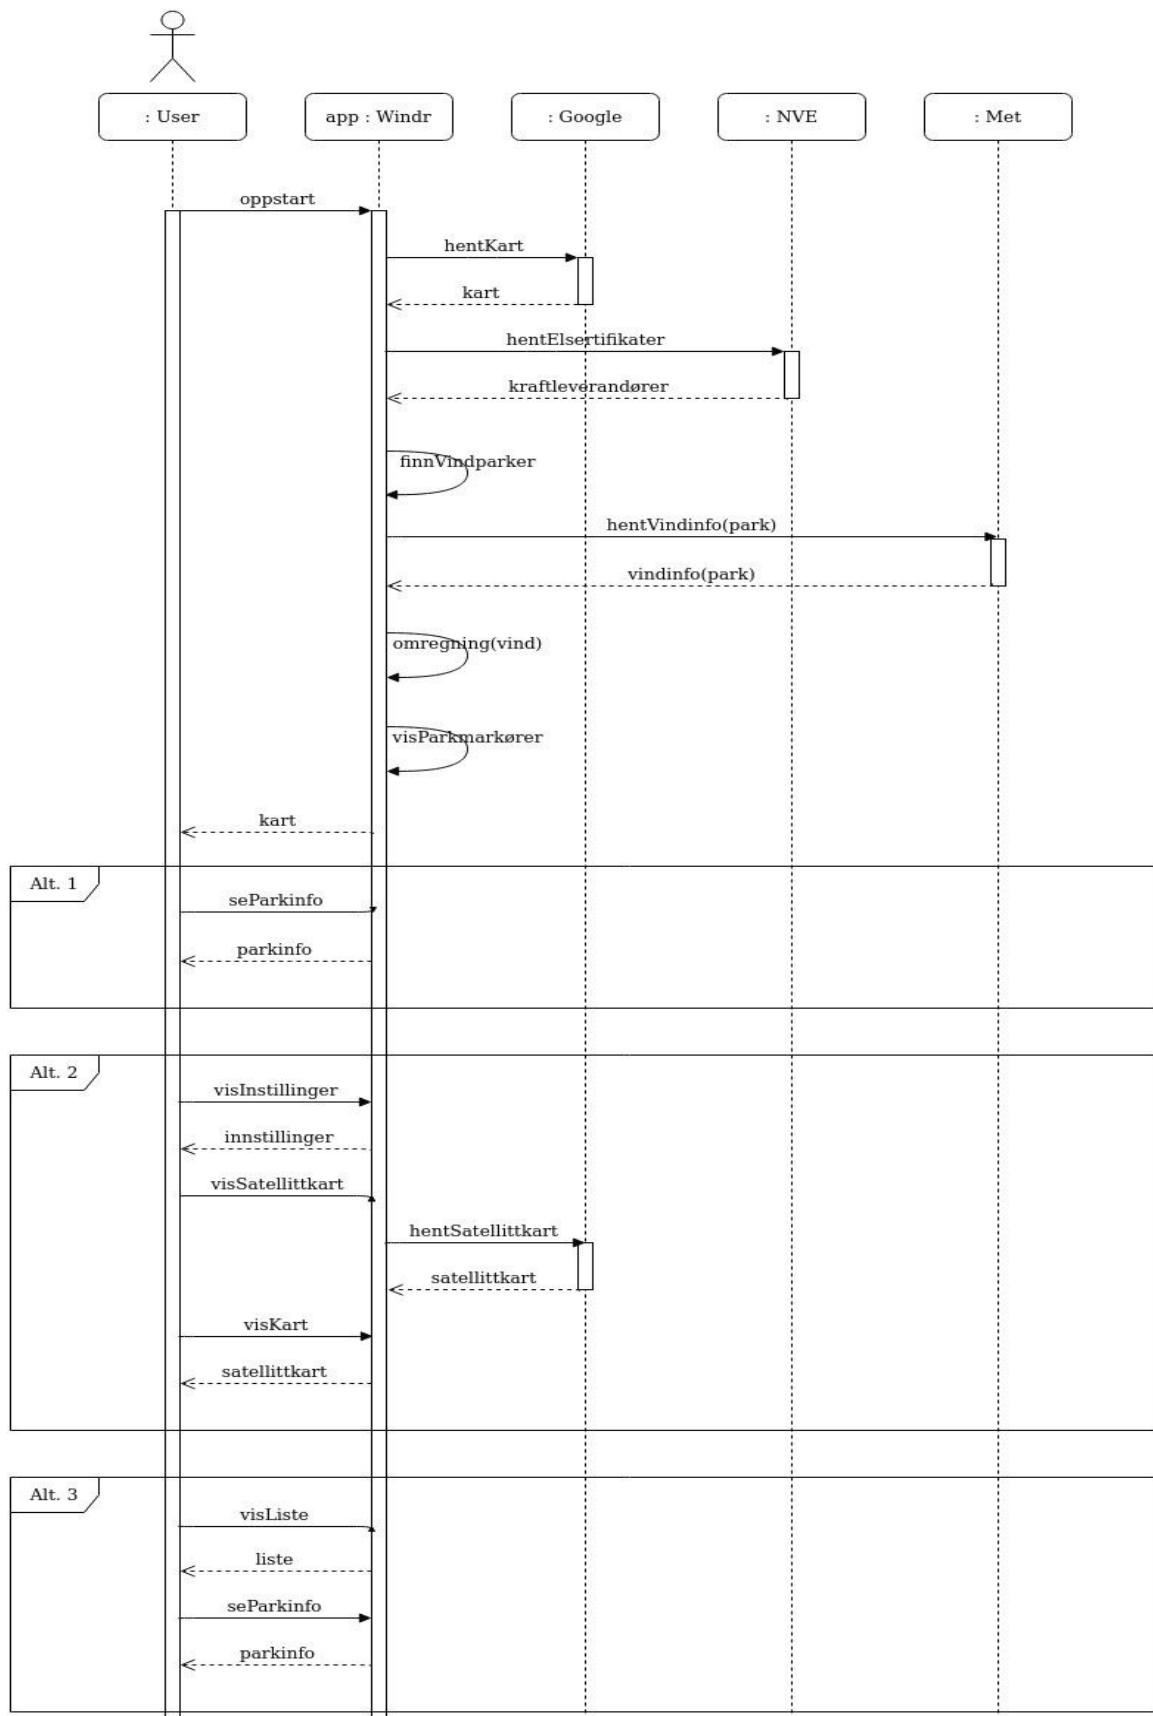 : User
app : Windr
: Google
: NVE
: Met
oppstart
hentKart
kart
hentElsertifikater
kraftleverandører
finnVindparker
hentVindinfo(park)
vindinfo(park)
omregning(vind)
visParkmarkører
kart
Alt. 1
seParkinfo
parkinfo
Alt. 2
visInstillinger
innstillinger
visSatellittkart
hentSatellittkart
satellittkart
visKart
satellittkart
Alt. 3
visListe
liste
seParkinfo
parkinfo